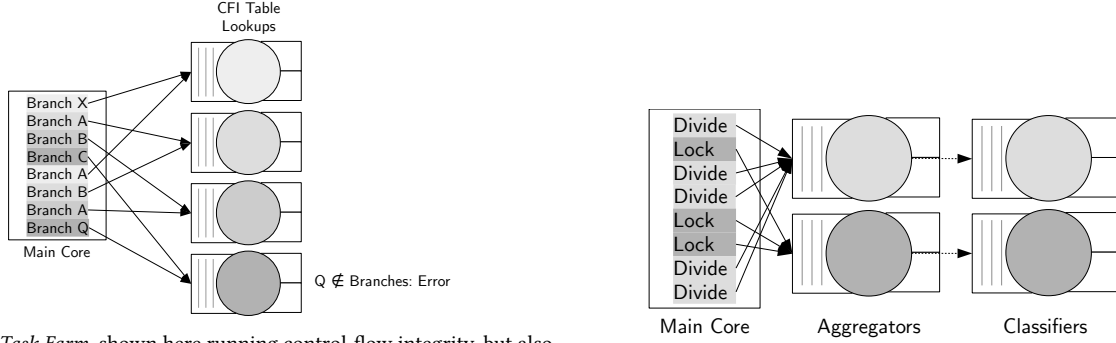 CFI Table
Lookups
Branch X
Branch A
Branch B
Branch C
Branch A
Branch B
Branch A
Branch Q
Main Core
Q ∉ Branches: Error
Task Farm, shown here running control-flow integrity, but also
Divide
Lock
Divide
Divide
Lock
Lock
Divide
Divide
Main Core
Aggregators
Classifiers